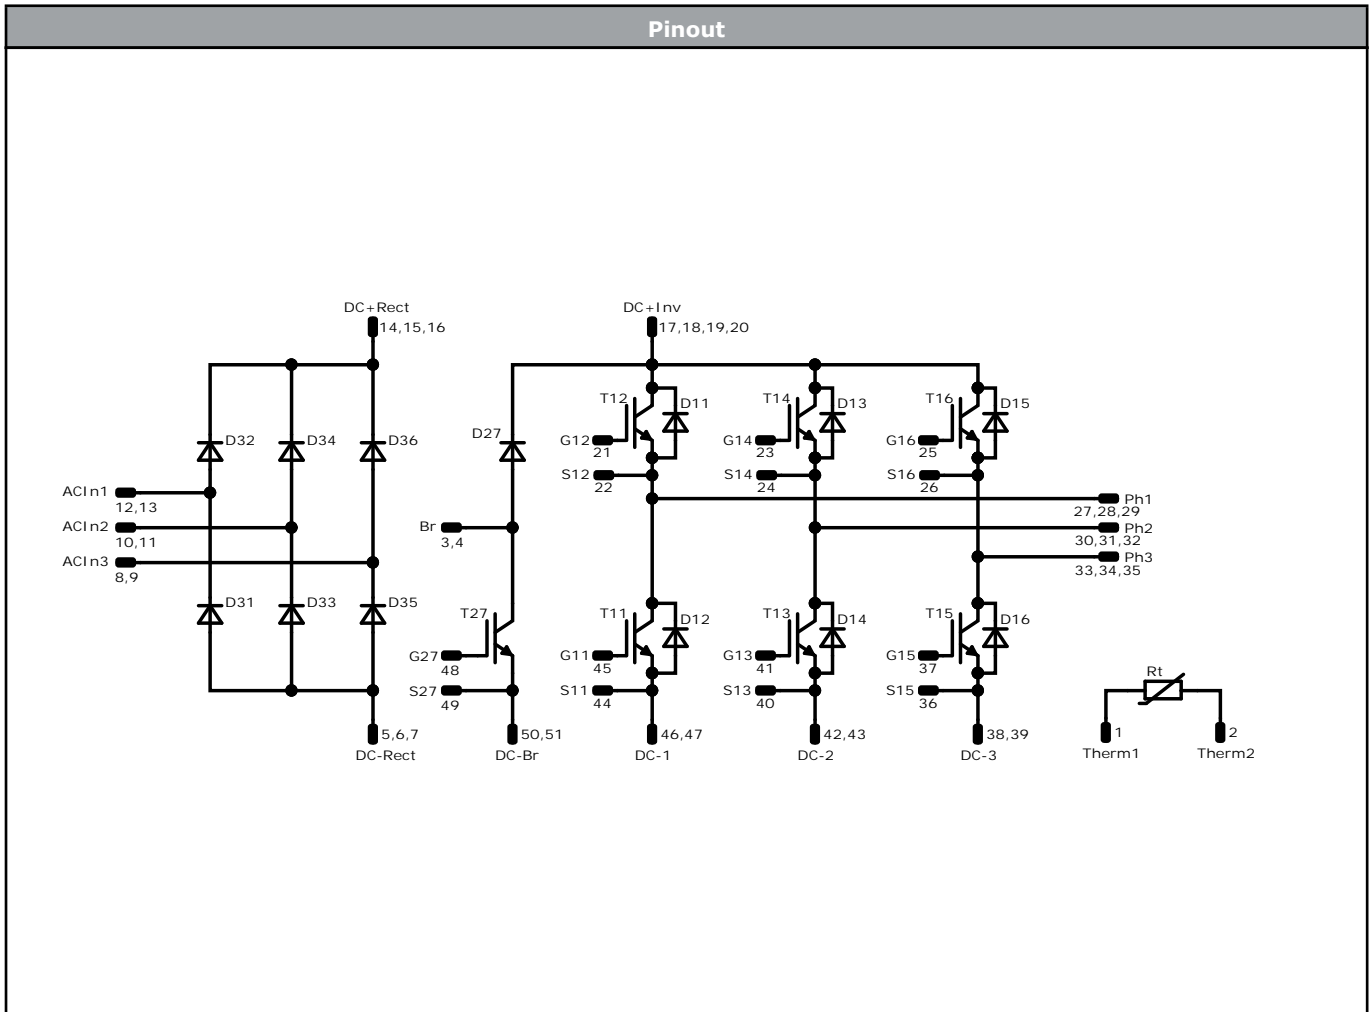 Pinout
DC+Rect
14,15,16
DC+Inv
17,18,19,20
T12
D11
T14
D13
T16
D15
D32
D34
D36
D27
G12
21
G14
23
G16
25
S12
22
S14
24
S16
26
ACIn1
12,13
Ph1
27,28,29
ACIn2
10,11
Br
3,4
Ph2
30,31,32
ACIn3
8,9
Ph3
33,34,35
D31
D33
D35
T27
T11
D12
T13
D14
T15
D16
G27
48
G11
45
G13
41
G15
37
S27
49
S11
44
S13
40
S15
36
Rt
5,6,7
DC-Rect
50,51
DC-Br
46,47
DC-1
42,43
DC-2
38,39
DC-3
1
Therm1
2
Therm2